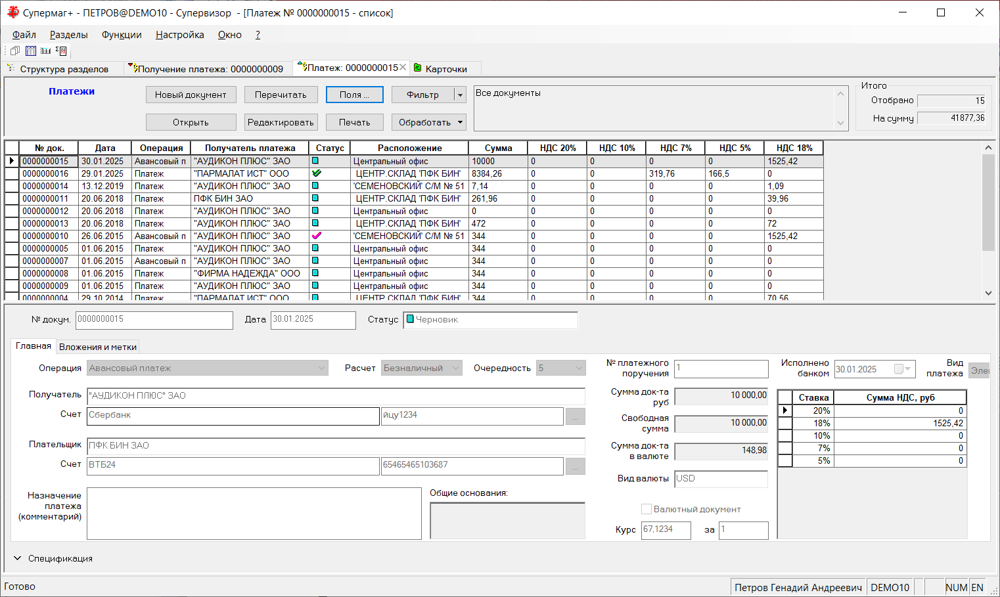 Супермаг+ - ПЕТРОВ@DEMO10 - Супервизор - [Платеж № 0000000015 - список]
Файл Разделы Функции Настройка Окно ?
Структура разделов Получение платежа: 0000000009 Платеж: 0000000015 Карточки
Платежи Новый документ Перечитать Поля ... Фильтр Все документы Итого
Отобрано 15
Открыть Редактировать Печать Обработать На сумму 41877,36
№ док. Дата Операция Получатель платежа Статус Расположение Сумма НДС 20% НДС 10% НДС 7% НДС 5% НДС 18%
0000000015 30.01.2025 Авансовый п "АУДИКОН ПЛЮС" ЗАО Центральный офис 10000 0 0 0 0 1525,42
0000000016 29.01.2025 Платеж "ПАРМАЛАТ ИСТ" ООО ЦЕНТР.СКЛАД 'ПФК БИН' 8384,26 0 0 319,76 166,5 0
0000000014 13.12.2019 Платеж "АУДИКОН ПЛЮС" ЗАО 'СЕМЕНОВСКИЙ' С/М № 51 7,14 0 0 0 0 1,09
0000000011 20.06.2018 Платеж ПФК БИН ЗАО ЦЕНТР.СКЛАД 'ПФК БИН' 261,96 0 0 0 0 39,96
0000000012 20.06.2018 Платеж "АУДИКОН ПЛЮС" ЗАО Центральный офис 0 0 0 0 0 0
0000000013 20.06.2018 Платеж "АУДИКОН ПЛЮС" ЗАО ЦЕНТР.СКЛАД 'ПФК БИН' 472 0 0 0 0 72
0000000010 26.06.2015 Авансовый п "АУДИКОН ПЛЮС" ЗАО 'СЕМЕНОВСКИЙ' С/М № 51 344 0 0 0 0 1525,42
0000000005 01.06.2015 Платеж "АУДИКОН ПЛЮС" ЗАО Центральный офис 344 0 0 0 0 0
0000000007 01.06.2015 Авансовый п "АУДИКОН ПЛЮС" ЗАО Центральный офис 344 0 0 0 0 0
0000000008 01.06.2015 Платеж "ФИРМА НАДЕЖДА" ООО Центральный офис 344 0 0 0 0 0
0000000009 01.06.2015 Платеж "АУДИКОН ПЛЮС" ЗАО Центральный офис 344 0 0 0 0 0
0000000004 29.10.2014 Платеж "ПАРМАЛАТ ИСТ" ООО ЦЕНТР.СКЛАД 'ПФК БИН' 344 0 0 0 0 70,56
№ докум. 0000000015 Дата 30.01.2025 Статус Черновик
Главная Вложения и метки
Операция Авансовый платеж Расчет Безналичный Очередность 5
Получатель "АУДИКОН ПЛЮС" ЗАО
Счет Сбербанк йцу1234 ...
Плательщик ПФК БИН ЗАО
Счет ВТБ24 65465465103687 ...
Назначение
платежа
(комментарий)
Общие основания:
№ платежного
поручения 1
Сумма док-та
руб 10 000,00
Свободная
сумма 10 000,00
Сумма док-та
в валюте 148,98
Вид валюты USD
Валютный документ
Курс 67,1234 за 1
Исполнено
банком 30.01.2025
Вид
платежа Элек
Ставка Сумма НДС, руб
20% 0
18% 1525,42
10% 0
7% 0
5% 0
Спецификация
Готово Петров Генадий Андреевич DEMO10 NUM EN